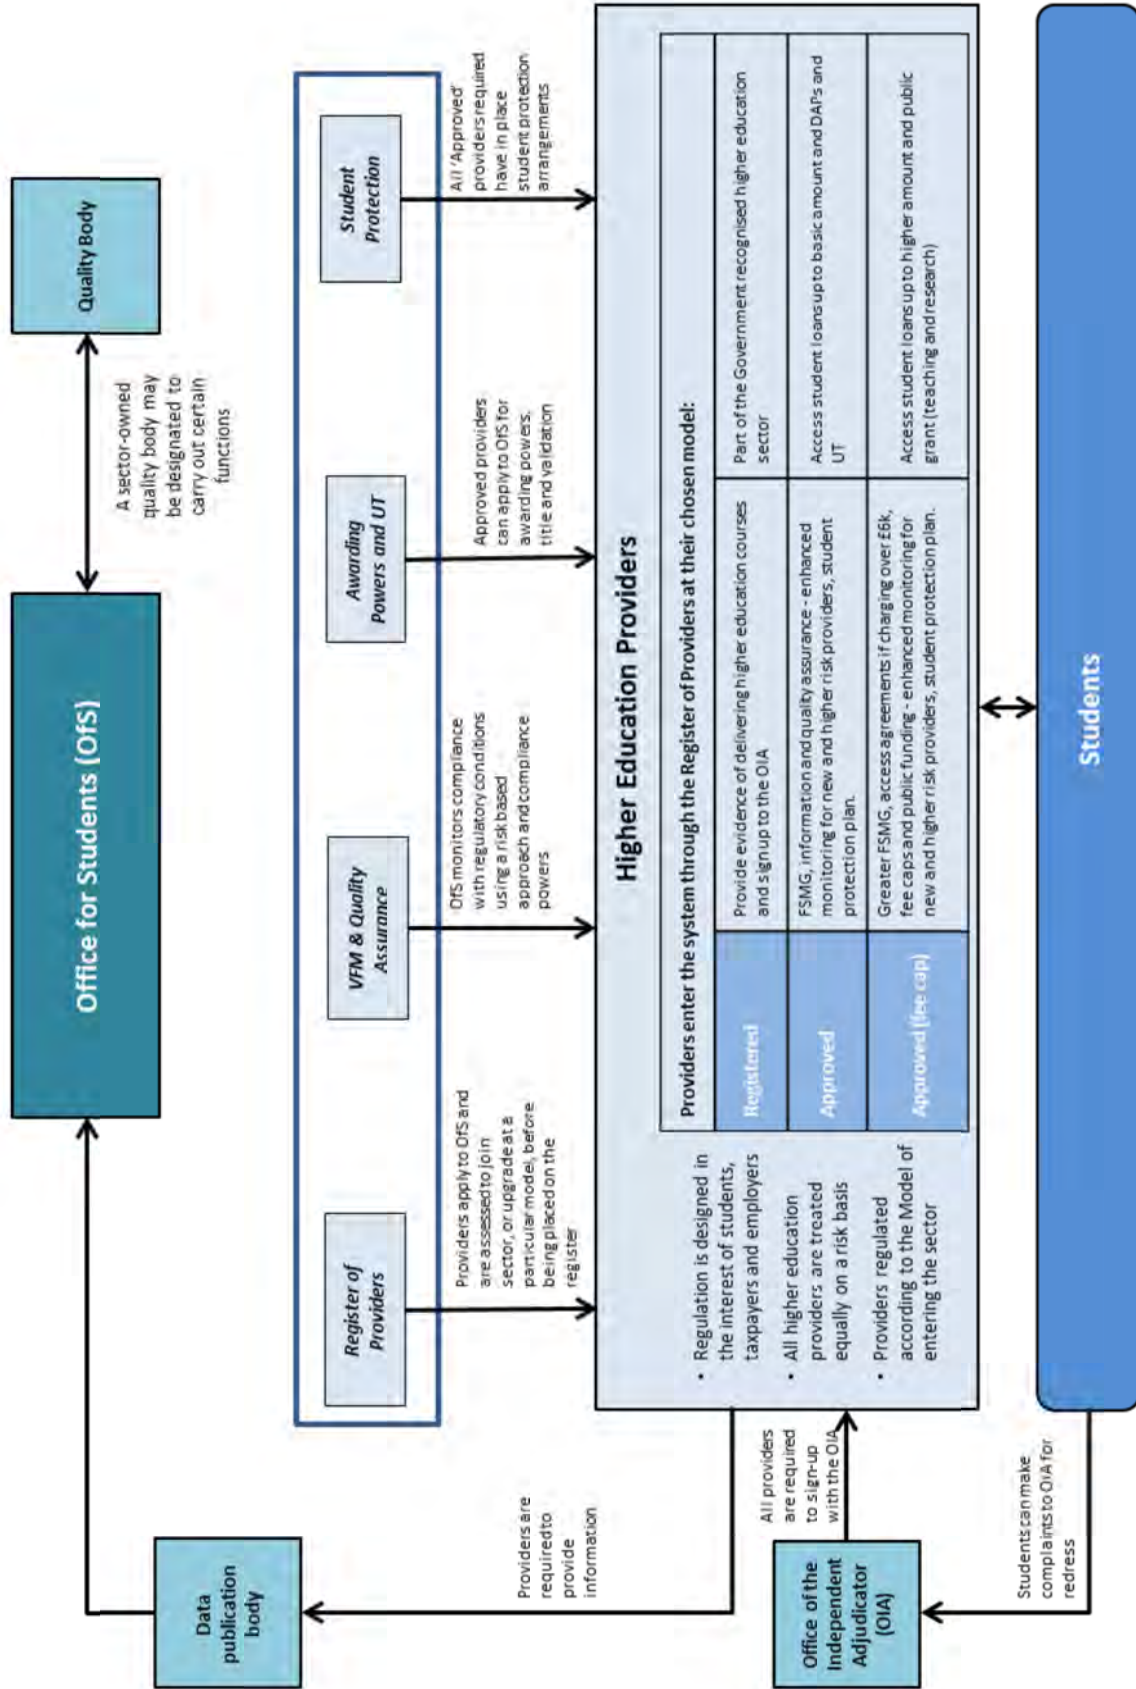 Office for Students (OfS)
Quality Body
A sector-owned
quality body may
be designated to
carry out certain
functions
Data
publication
body
Register of
Providers
VFM & Quality
Assurance
Awarding
Powers and UT
Student
Protection
Providers apply to OfS and
are assessed to join
sector, or upgrade at a
particular model, before
being placed on the
register
OfS monitors compliance
with regulatory conditions
using a risk based
approach and compliance
powers
Approved providers
can apply to OfS for
awarding powers,
title and validation
All 'Approved'
providers required
have in place
student protection
arrangements
Providers are
required to
provide
information
Higher Education Providers
• Regulation is designed in
the interest of students,
taxpayers and employers
• All higher education
providers are treated
equally on a risk basis
• Providers regulated
according to the Model of
entering the sector
Providers enter the system through the Register of Providers at their chosen model:
Registered
Provide evidence of delivering higher education courses
and sign up to the OIA
Part of the Government recognised higher education
sector
Approved
FSMG, information and quality assurance - enhanced
monitoring for new and higher risk providers, student
protection plan.
Access student loans up to basic amount and DAPs and
UT
Approved (fee cap)
Greater FSMG, access agreements if charging over £6k,
fee caps and public funding - enhanced monitoring for
new and higher risk providers, student protection plan.
Access student loans up to higher amount and public
grant (teaching and research)
Office of the
Independent
Adjudicator
(OIA)
All providers
are required
to sign-up
with the OIA
Students can make
complaints to OIA for
redress
Students